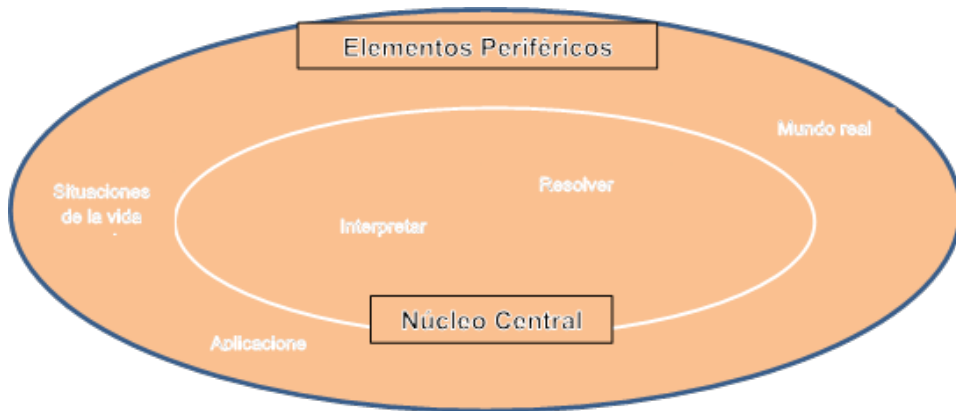 Elementos Periféricos
Mundo real
Situaciones
de la vida
Resolver
Interpretar
Núcleo Central
Aplicacione